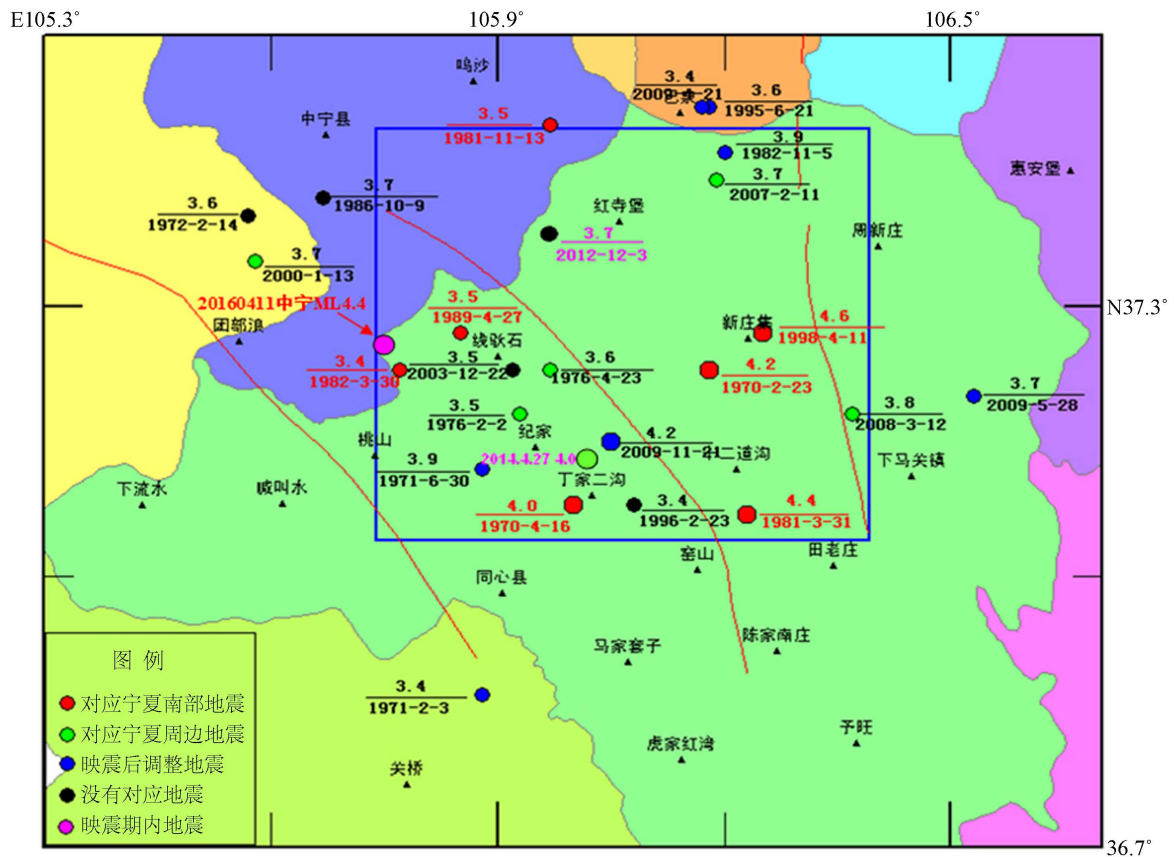 E105.3°
105.9°
106.5°
呜沙
3.4
2009-4-21
3.6
1995-6-21
中宁县
3.5
1981-11-13
3.9
1982-11-5
惠安堡
3.7
2007-2-11
3.7
1986-10-9
3.6
1972-2-14
红寺堡
周新庄
3.7
2012-12-3
3.7
2000-1-13
20160411中宁ML4.4
3.5
1989-4-27
N37.3°
团部浪
4.6
1998-4-11
3.4
1982-3-30
3.5
2003-12-22
3.6
1976-4-23
4.2
1970-2-23
3.7
2009-5-28
3.5
1976-2-2
3.8
2008-3-12
纪家
桃山
4.2
2009-11-21
2014.4.27 4.0
3.9
1971-6-30
二道沟
下马关镇
丁家二沟
下流水
喊叫水
4.0
1970-4-16
3.4
1996-2-23
4.4
1981-3-31
窑山
田老庄
同心县
马家套子
陈家南庄
图 例
对应宁夏南部地震
对应宁夏周边地震
映震后调整地震
没有对应地震
映震期内地震
3.4
1971-2-3
虎家红湾
予旺
关桥
36.7°